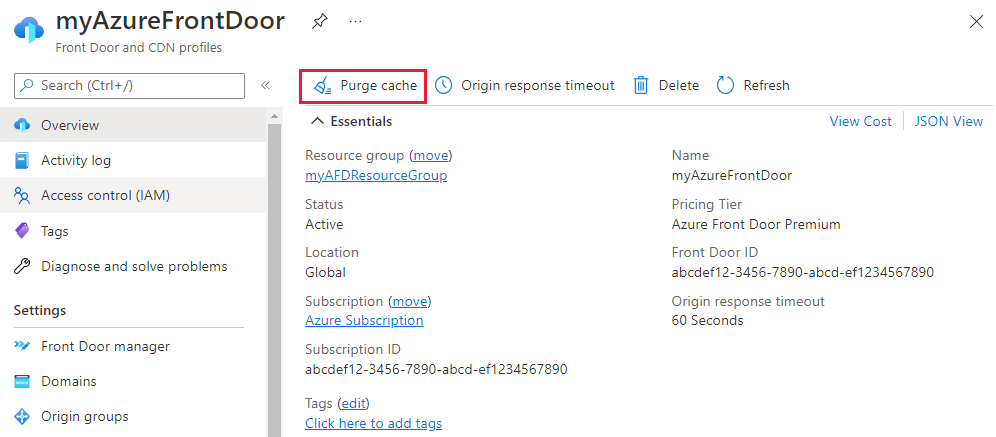 myAzureFrontDoor
Front Door and CDN profiles
Search (Ctrl+/)
Overview
Activity log
Access control (IAM)
Tags
Diagnose and solve problems
Settings
Front Door manager
Domains
Origin groups
Purge cache Origin response timeout Delete Refresh
Essentials View Cost JSON View
Resource group (move)
myAFDResourceGroup
Status
Active
Location
Global
Subscription (move)
Azure Subscription
Subscription ID
abcdef12-3456-7890-abcd-ef1234567890
Tags (edit)
Click here to add tags
Name
myAzureFrontDoor
Pricing Tier
Azure Front Door Premium
Front Door ID
abcdef12-3456-7890-abcd-ef1234567890
Origin response timeout
60 Seconds